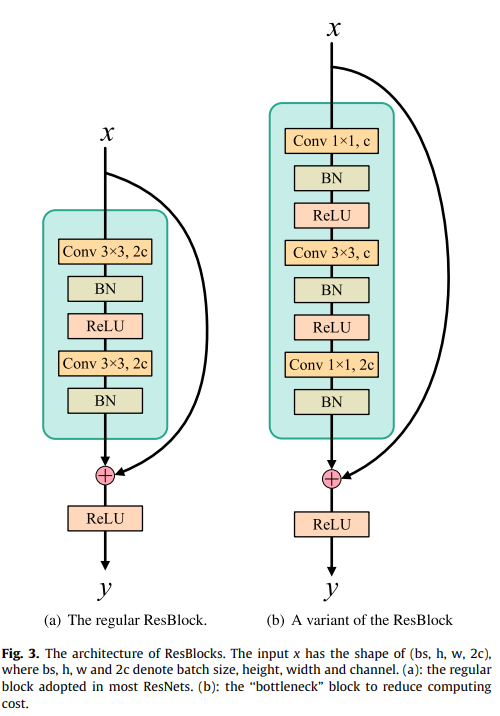 x
Conv 3×3, 2c
BN
ReLU
Conv 3×3, 2c
BN
+
ReLU
y
(a) The regular ResBlock.
x
Conv 1×1, c
BN
ReLU
Conv 3×3, c
BN
ReLU
Conv 1×1, 2c
BN
+
ReLU
y
(b) A variant of the ResBlock
Fig. 3. The architecture of ResBlocks. The input x has the shape of (bs, h, w, 2c),
where bs, h, w and 2c denote batch size, height, width and channel. (a): the regular
block adopted in most ResNets. (b): the “bottleneck” block to reduce computing
cost.